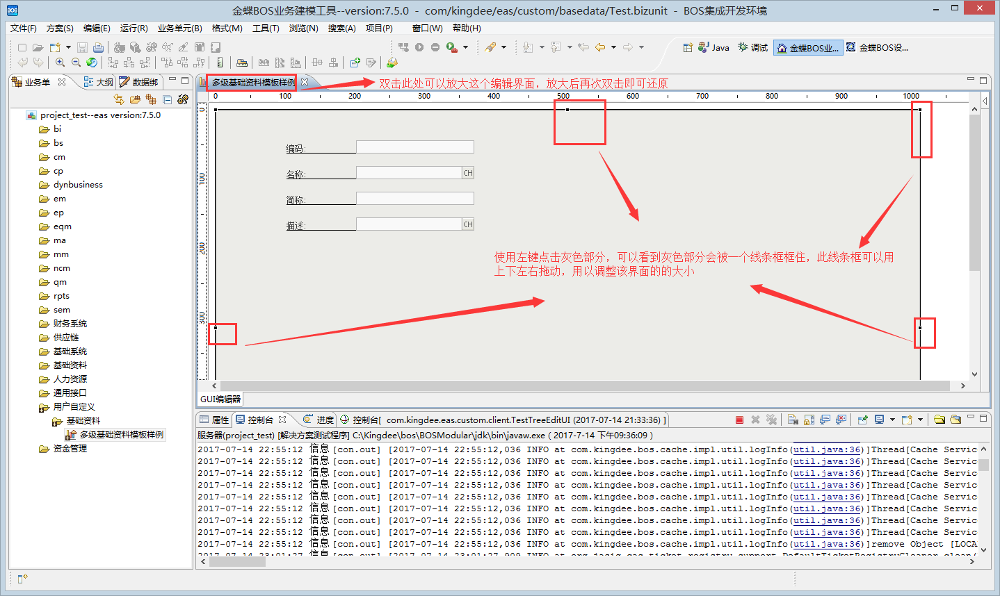 BOS 金蝶BOS业务建模工具--version:7.5.0 - com/kingdee/eas/custom/basedata/Test.bizunit - BOS集成开发环境
文件(F) 方案(S) 编辑(E) 运行(R) 业务单元(B) 格式(M) 工具(T) 浏览(N) 搜索(A) 项目(P) 窗口(W) 帮助(H)
Java 调试 金蝶BOS业... 金蝶BOS设...
业务单 大纲 数据绑
多级基础资料模板样例
双击此处可以放大这个编辑界面，放大后再次双击即可还原
0 100 200 300 400 500 600 700 800 900 1000
0
100
200
300
project_test--eas version:7.5.0
bi
bs
cm
cp
dynbusiness
em
ep
eqm
ma
mm
ncm
qm
rpts
sem
财务系统
供应链
基础系统
基础资料
人力资源
通用接口
用户自定义
基础资料
多级基础资料模板样例
资金管理
编码:
名称: CH
简称:
描述: CH
使用左键点击灰色部分，可以看到灰色部分会被一个线条框框住，此线条框可以用
上下左右拖动，用以调整该界面的的大小
GUI编辑器
属性 控制台 进度 控制台[ com.kingdee.eas.custom.client.TestTreeEditUI (2017-07-14 21:33:36) ]
服务器(project_test) [解决方案测试程序] C:\Kingdee\bos\BOSModular\jdk\bin\javaw.exe ( 2017-7-14 下午09:36:09 )
2017-07-14 22:55:12 信息 [con.out] [2017-07-14 22:55:12,036 INFO at com.kingdee.bos.cache.impl.util.logInfo(util.java:36)]Thread[Cache Servic
2017-07-14 22:55:12 信息 [con.out] [2017-07-14 22:55:12,036 INFO at com.kingdee.bos.cache.impl.util.logInfo(util.java:36)]Thread[Cache Servic
2017-07-14 22:55:12 信息 [con.out] [2017-07-14 22:55:12,036 INFO at com.kingdee.bos.cache.impl.util.logInfo(util.java:36)]Thread[Cache Servic
2017-07-14 22:55:12 信息 [con.out] [2017-07-14 22:55:12,036 INFO at com.kingdee.bos.cache.impl.util.logInfo(util.java:36)]Thread[Cache Servic
2017-07-14 22:55:12 信息 [con.out] [2017-07-14 22:55:12,036 INFO at com.kingdee.bos.cache.impl.util.logInfo(util.java:36)]Thread[Cache Servic
2017-07-14 22:55:12 信息 [con.out] [2017-07-14 22:55:12,036 INFO at com.kingdee.bos.cache.impl.util.logInfo(util.java:36)]Thread[Cache Servic
2017-07-14 22:55:12 信息 [con.out] [2017-07-14 22:55:12,036 INFO at com.kingdee.bos.cache.impl.util.logInfo(util.java:36)]Thread[Cache Servic
2017-07-14 22:55:12 信息 [con.out] [2017-07-14 22:55:12,036 INFO at com.kingdee.bos.cache.impl.util.logInfo(util.java:36)]Thread[Cache Servic
2017-07-14 22:55:12 信息 [con.out] [2017-07-14 22:55:12,036 INFO at com.kingdee.bos.cache.impl.util.logInfo(util.java:36)]remove Object [LOCA
2017-07-14 23:01:27 信息 [con.out] [2017-07-14 23:01:27,909 INFO at org.jasig.cas.ticket.registry.support.DefaultTicketRegistryCleaner.clean(